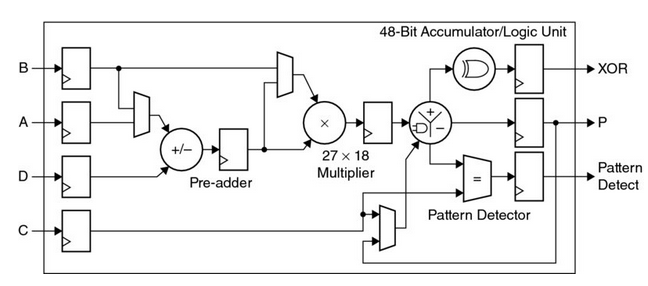 48-Bit Accumulator/Logic Unit
B
XOR
A
+
−
×
P
+/−
27 × 18
Multiplier
Pre-adder
D
=
Pattern
Detect
Pattern Detector
C